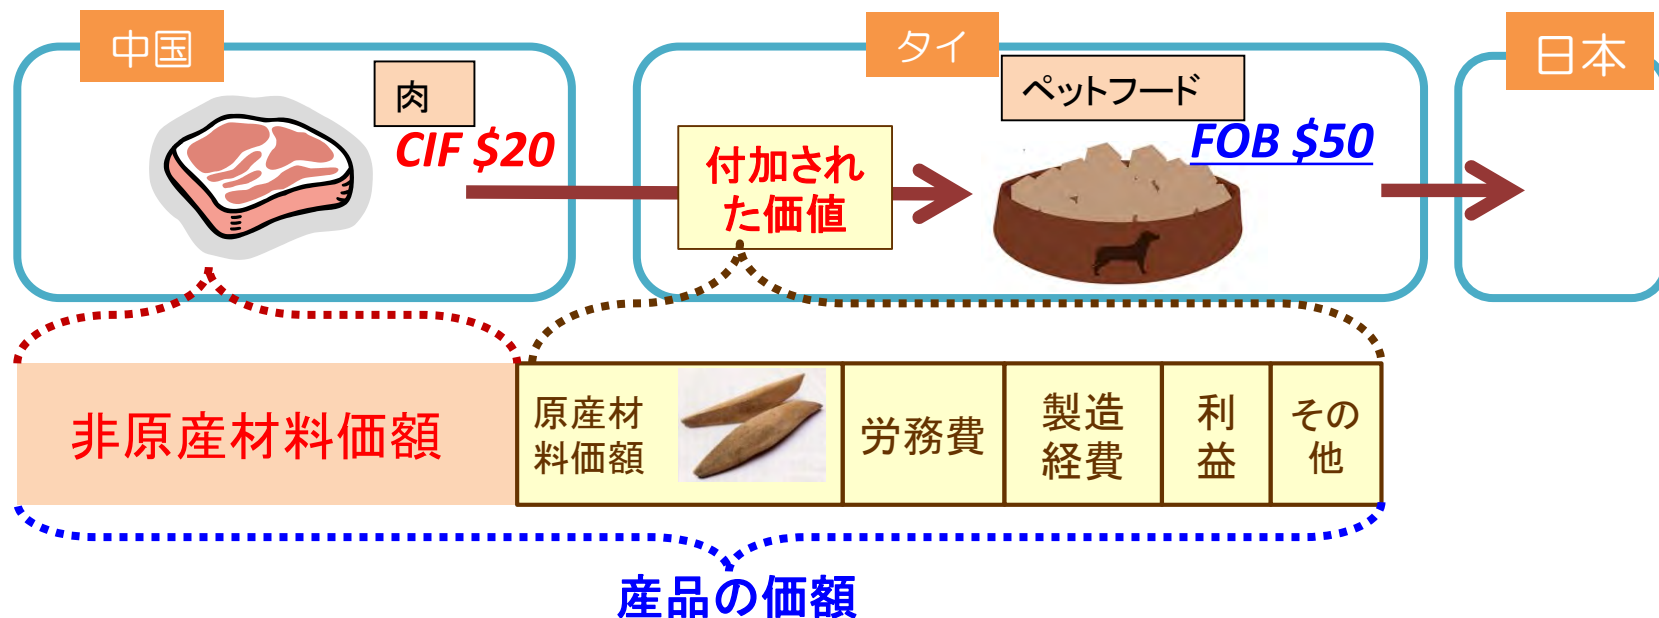 中国
タイ
日本
肉
ペットフード
CIF $20
FOB $50
付加され
た価値
非原産材料価額
原産材
料価額
労務費
製造
経費
利
益
その
他
産品の価額